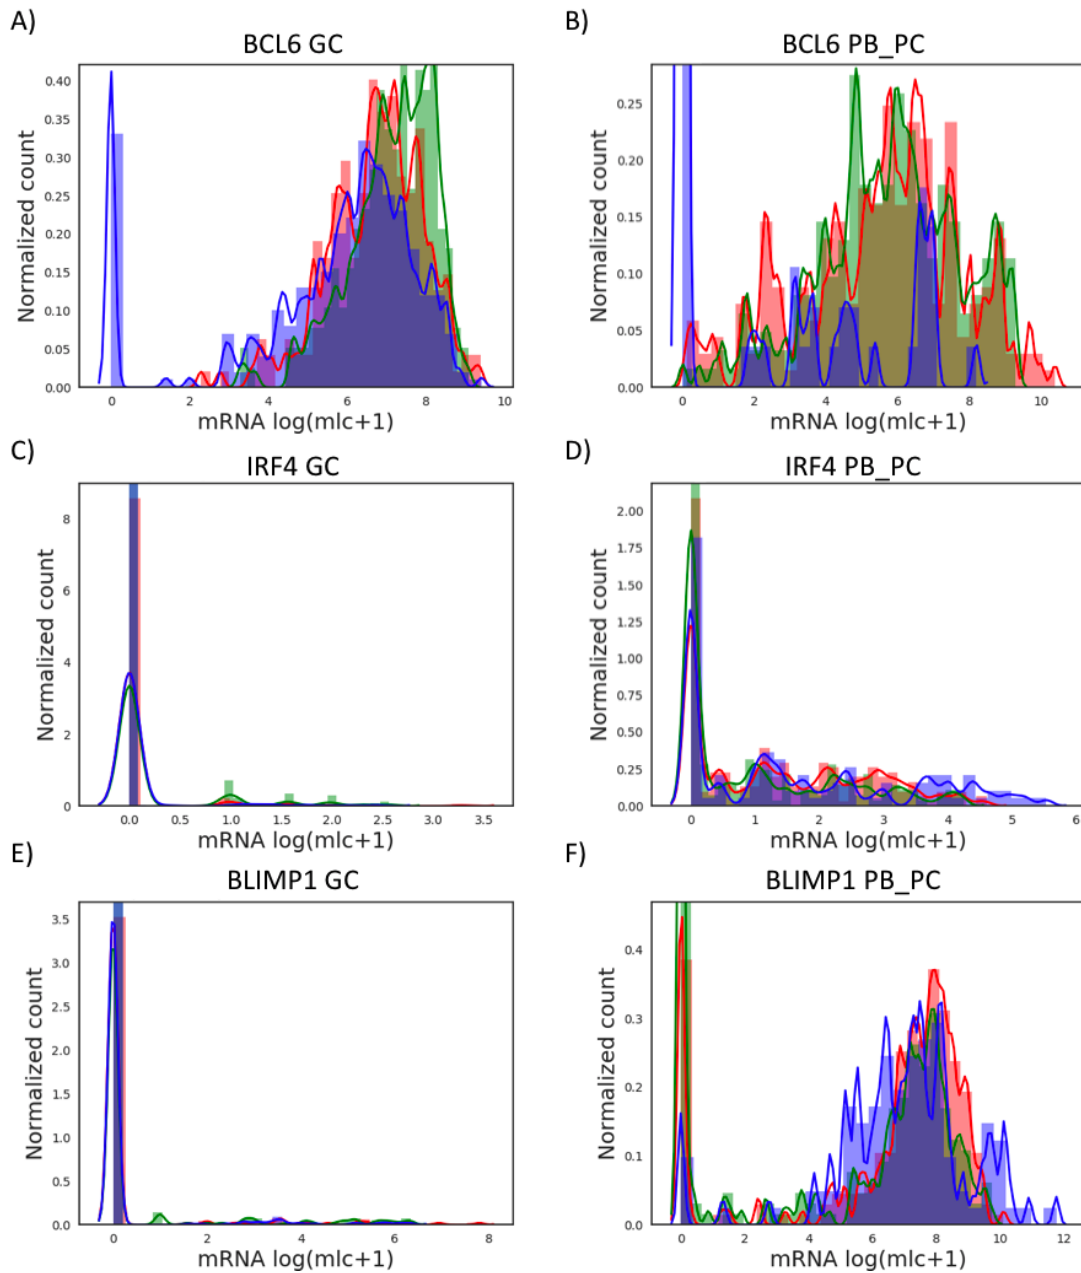 A)
BCL6 GC
Normalized count
0.40
0.35
0.30
0.25
0.20
0.15
0.10
0.05
0.00
0 2 4 6 8 10
mRNA log(mlc+1)
B)
BCL6 PB_PC
Normalized count
0.25
0.20
0.15
0.10
0.05
0.00
0 2 4 6 8 10
mRNA log(mlc+1)
C)
IRF4 GC
Normalized count
8
6
4
2
0
0.0 0.5 1.0 1.5 2.0 2.5 3.0 3.5
mRNA log(mlc+1)
D)
IRF4 PB_PC
Normalized count
2.00
1.75
1.50
1.25
1.00
0.75
0.50
0.25
0.00
0 1 2 3 4 5 6
mRNA log(mlc+1)
E)
BLIMP1 GC
Normalized count
3.5
3.0
2.5
2.0
1.5
1.0
0.5
0.0
0 2 4 6 8
mRNA log(mlc+1)
F)
BLIMP1 PB_PC
Normalized count
0.4
0.3
0.2
0.1
0.0
0 2 4 6 8 10 12
mRNA log(mlc+1)